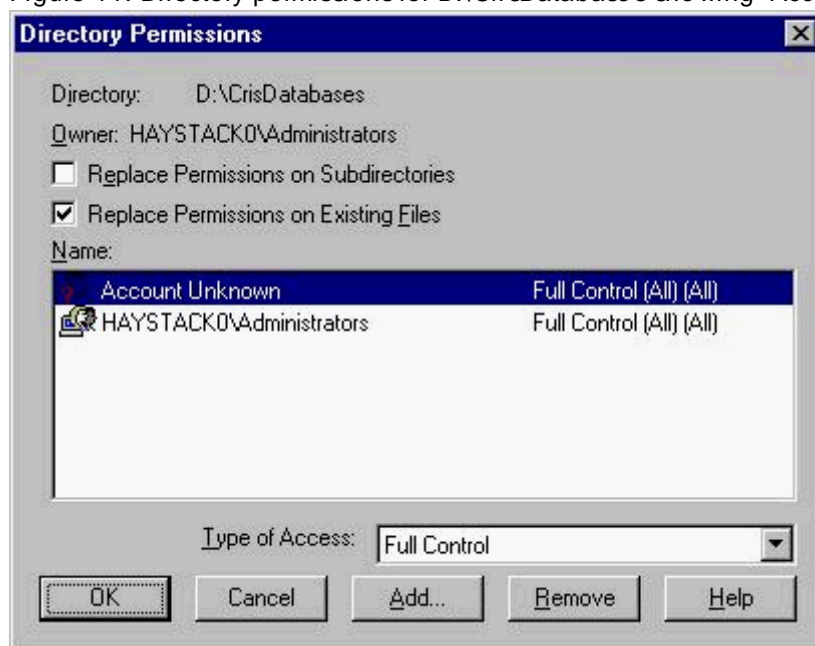 Directory Permissions
Directory: D:\CrisDatabases
Owner: HAYSTACK0\Administrators
Replace Permissions on Subdirectories
Replace Permissions on Existing Files
Name:
Account Unknown Full Control (All) (All)
HAYSTACK0\Administrators Full Control (All) (All)
Type of Access: Full Control
OK Cancel Add... Remove Help